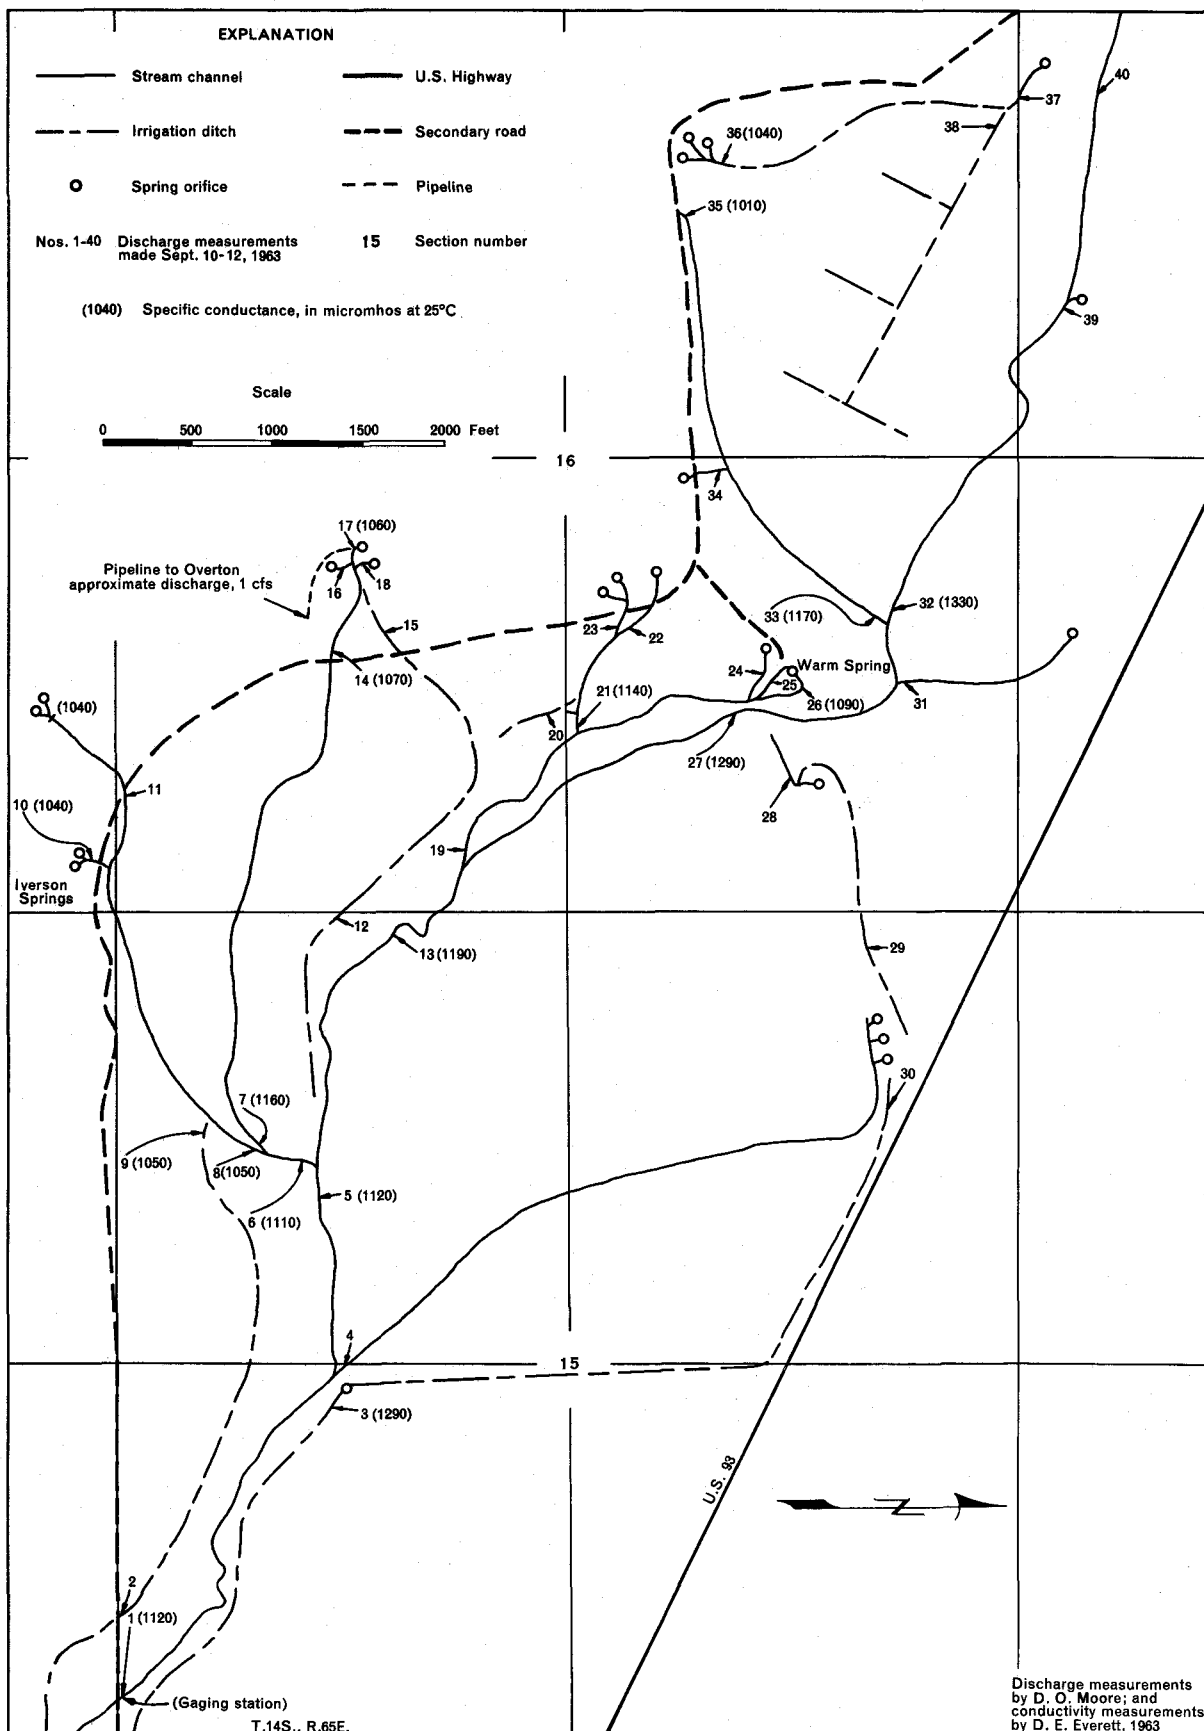 EXPLANATION
Stream channel
U.S. Highway
Irrigation ditch
Secondary road
Spring orifice
Pipeline
Nos. 1-40 Discharge measurements
made Sept. 10-12, 1963
15 Section number
(1040) Specific conductance, in micromhos at 25°C
Scale
0 500 1000 1500 2000 Feet
40
37
38
36 (1040)
35 (1010)
39
16
34
17 (1060)
Pipeline to Overton
approximate discharge, 1 cfs
16
18
15
14 (1070)
23
22
33 (1170)
32 (1330)
24
25
Warm Spring
26 (1090)
31
21 (1140)
20
27 (1290)
(1040)
11
10 (1040)
28
19
Iverson
Springs
12
13 (1190)
29
30
7 (1160)
9 (1050)
8 (1050)
6 (1110)
5 (1120)
4
15
3 (1290)
U.S. 93
N
2
1 (1120)
(Gaging station)
T.14S., R.65E.
Discharge measurements
by D. O. Moore; and
conductivity measurements
by D. E. Everett, 1963